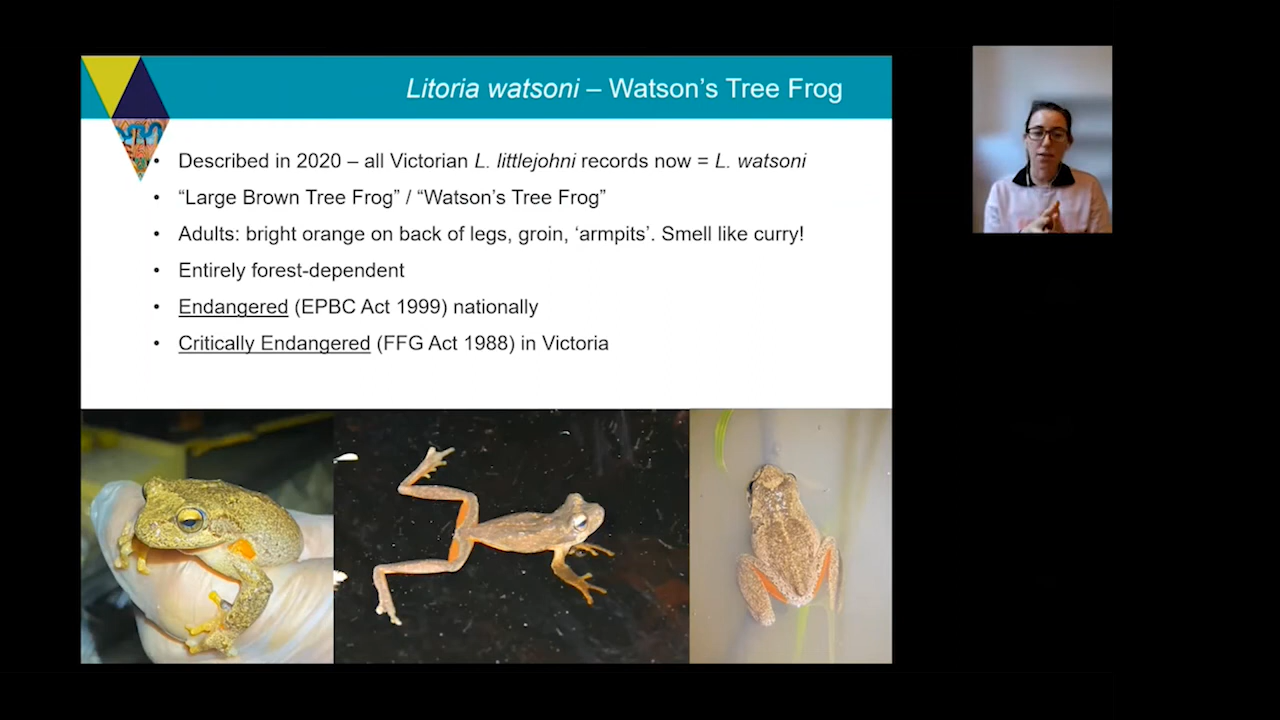 Litoria watsoni – Watson’s Tree Frog
• Described in 2020 – all Victorian L. littlejohni records now = L. watsoni
• “Large Brown Tree Frog” / “Watson’s Tree Frog”
• Adults: bright orange on back of legs, groin, ‘armpits’. Smell like curry!
• Entirely forest-dependent
• Endangered (EPBC Act 1999) nationally
• Critically Endangered (FFG Act 1988) in Victoria